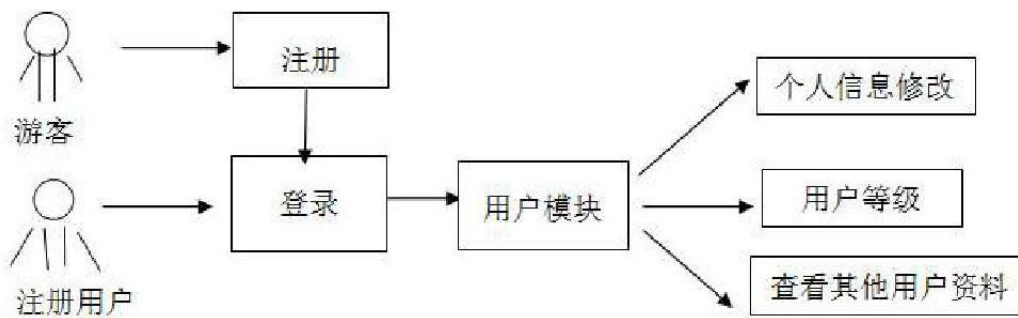 注册
游客
登录
注册用户
用户模块
个人信息修改
用户等级
查看其他用户资料